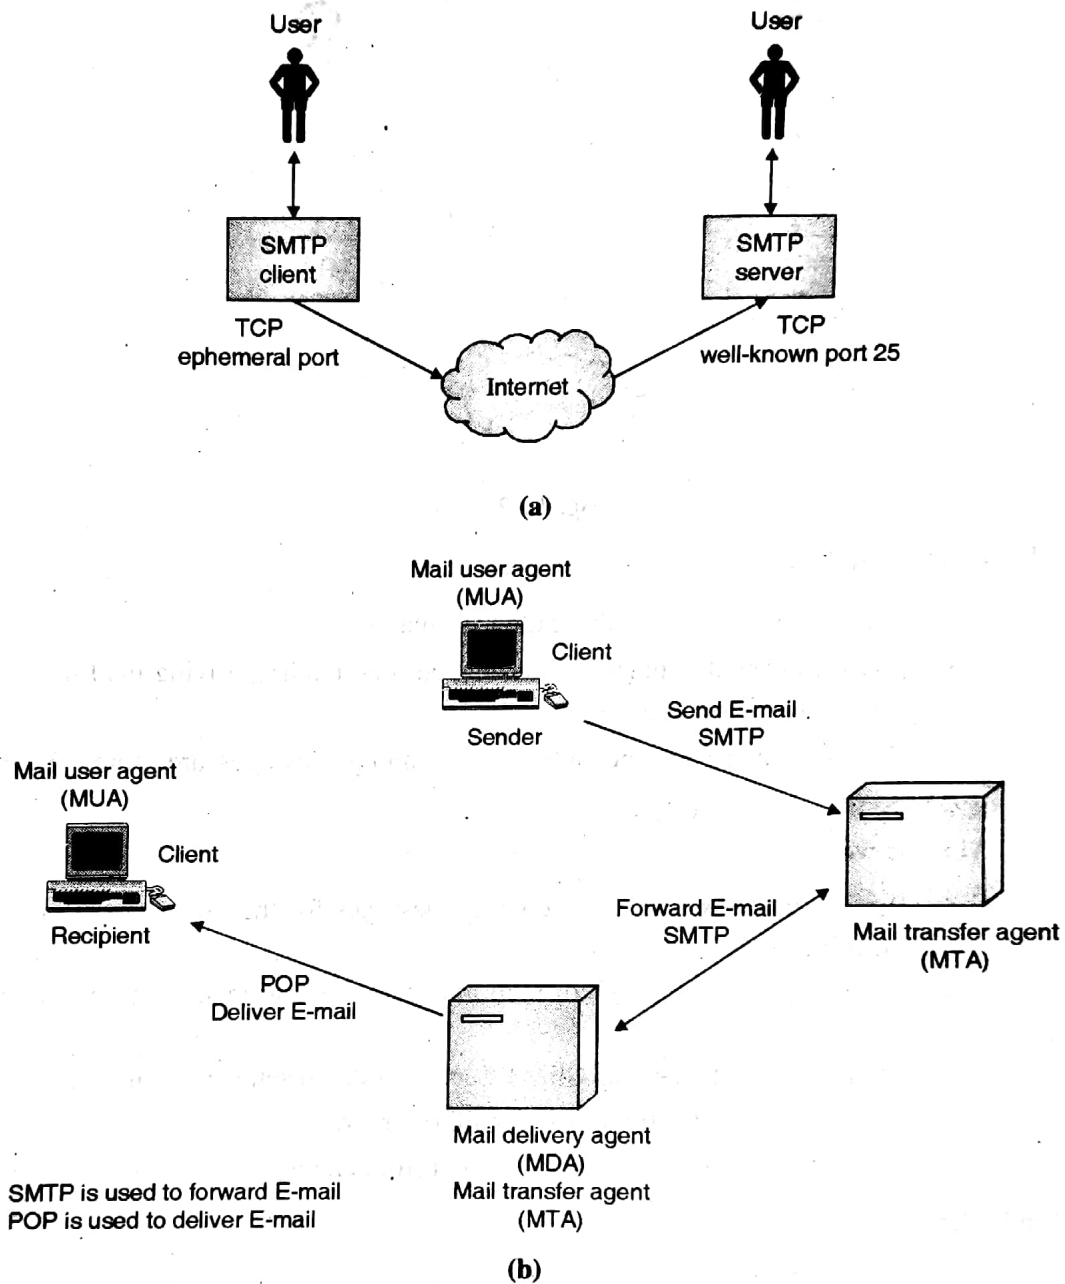 User
User
SMTP
client
SMTP
server
TCP
ephemeral port
TCP
well-known port 25
Internet
(a)
Mail user agent
(MUA)
Client
Sender
Send E-mail
SMTP
Mail user agent
(MUA)
Client
Recipient
Forward E-mail
SMTP
Mail transfer agent
(MTA)
POP
Deliver E-mail
Mail delivery agent
(MDA)
Mail transfer agent
(MTA)
SMTP is used to forward E-mail
POP is used to deliver E-mail
(b)